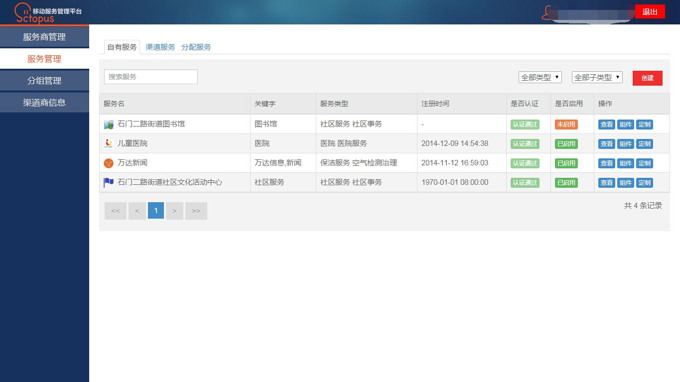 移动服务管理平台
Octopus
退出
服务商管理
服务管理
分组管理
渠道商信息
自有服务 渠道服务 分配服务
搜索服务 全部类型 全部子类型 创建
服务名 关键字 服务类型 注册时间 是否认证 是否启用 操作
石门二路街道图书馆 图书馆 社区服务 社区事务 - 认证通过 未启用 查看 组件 定制
儿童医院 医院 医院 医院服务 2014-12-09 14:54:38 认证通过 已启用 查看 组件 定制
万达新闻 万达信息,新闻 保洁服务 空气检测治理 2014-11-12 16:59:03 认证通过 已启用 查看 组件 定制
石门二路街道社区文化活动中心 社区服务 社区服务 社区事务 1970-01-01 08:00:00 认证通过 已启用 查看 组件 定制
<< < 1 > >> 共 4 条记录